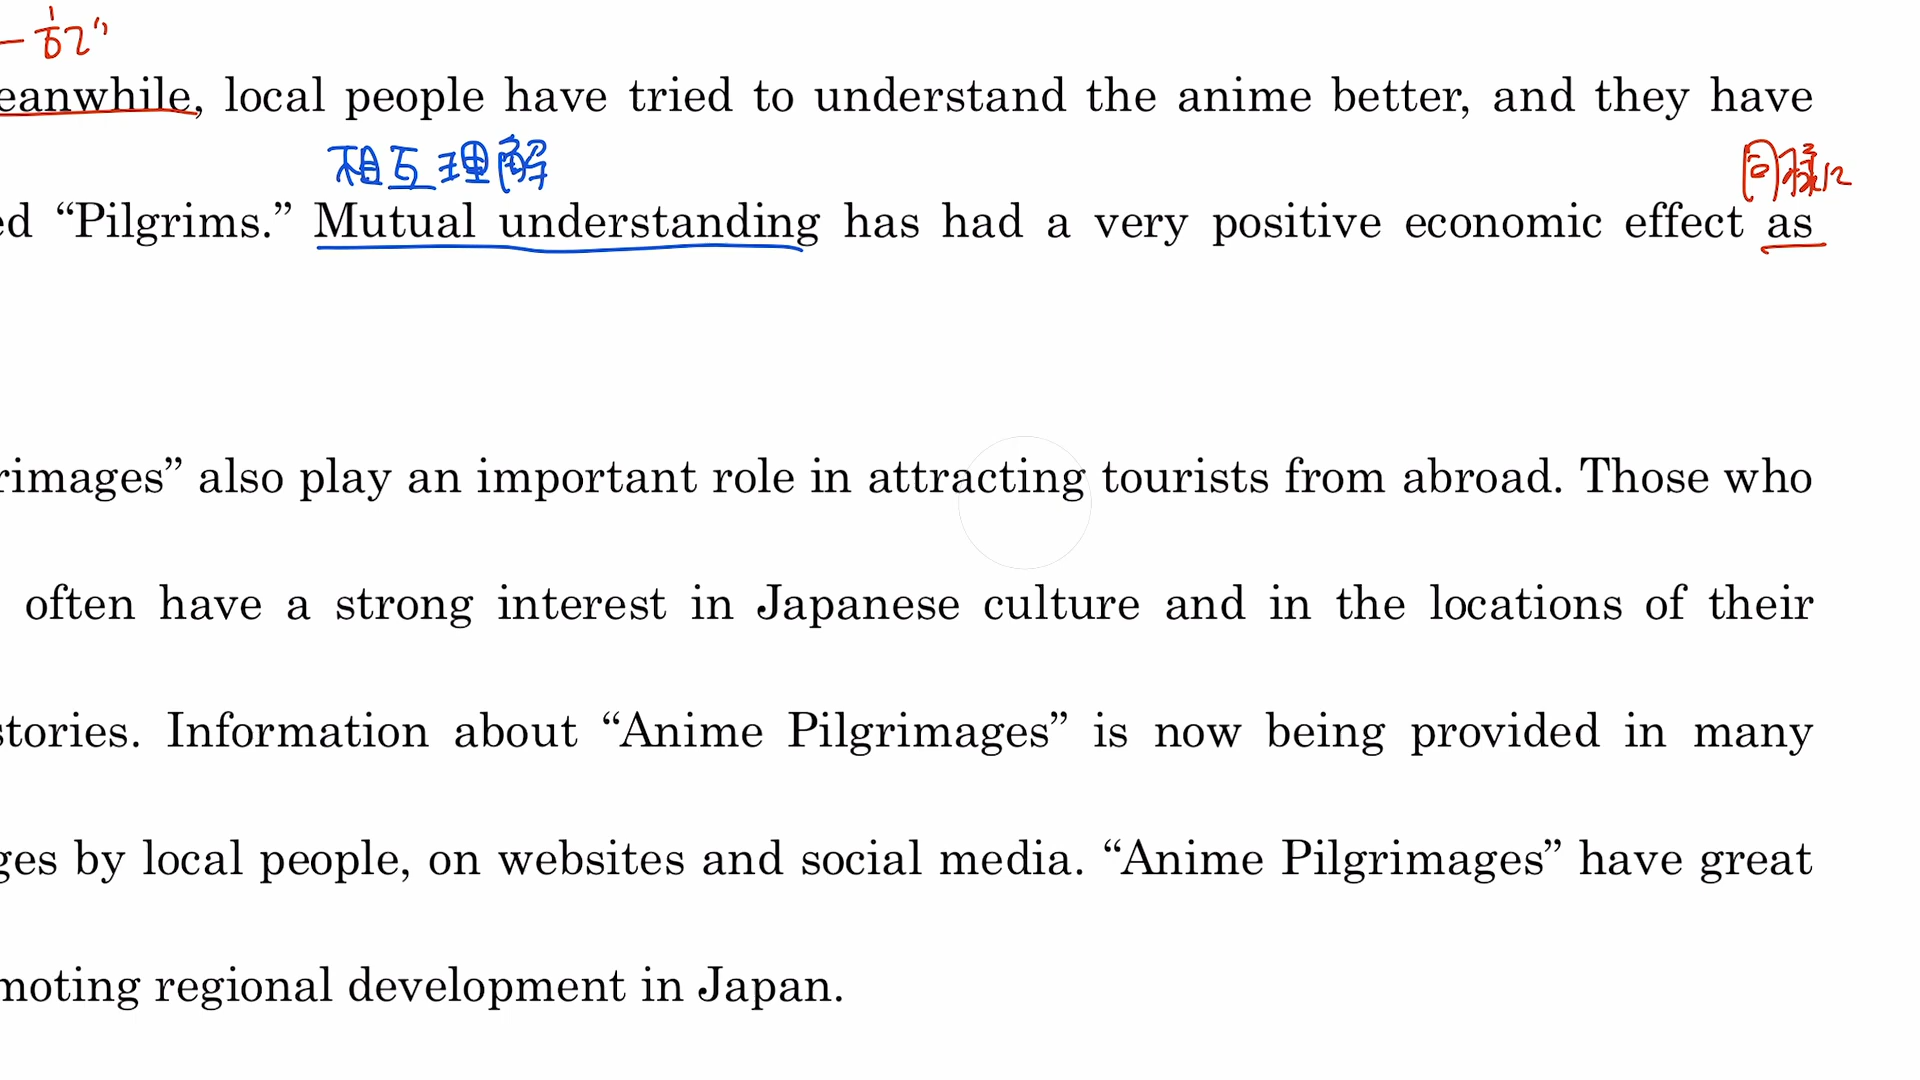 一方で"
eanwhile, local people have tried to understand the anime better, and they have
相互理解
同様に
ed “Pilgrims.” Mutual understanding has had a very positive economic effect as
rimages” also play an important role in attracting tourists from abroad. Those who
often have a strong interest in Japanese culture and in the locations of their
stories. Information about “Anime Pilgrimages” is now being provided in many
ges by local people, on websites and social media. “Anime Pilgrimages” have great
moting regional development in Japan.